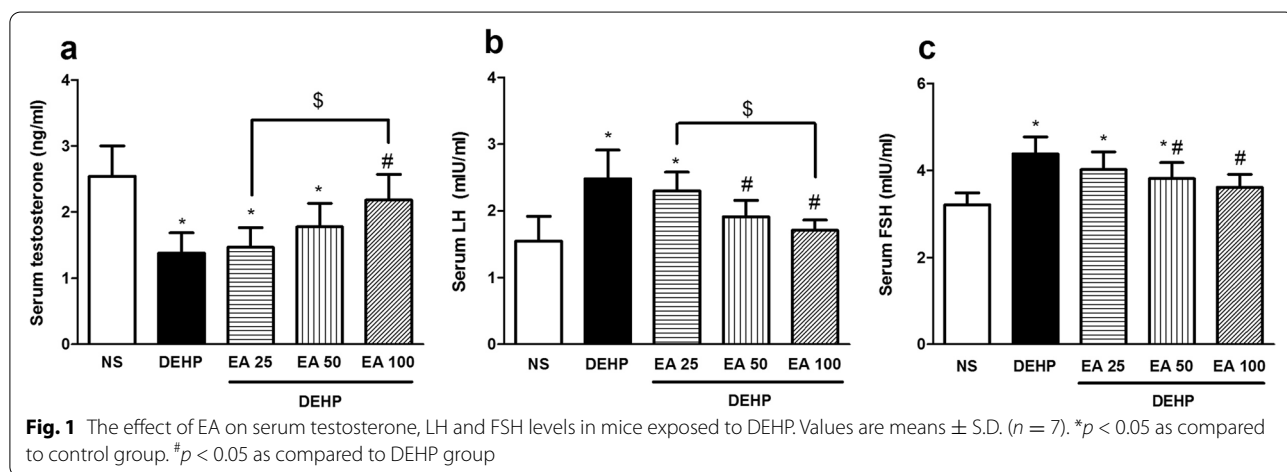 a
Serum testosterone (ng/ml)
4
3
2
1
0
$
* * * #
NS DEHP EA 25 EA 50 EA 100
DEHP
b
Serum LH (mIU/ml)
4
3
2
1
0
$
* * # #
NS DEHP EA 25 EA 50 EA 100
DEHP
c
Serum FSH (mIU/ml)
6
4
2
0
* * *# #
NS DEHP EA 25 EA 50 EA 100
DEHP
Fig. 1 The effect of EA on serum testosterone, LH and FSH levels in mice exposed to DEHP. Values are means ± S.D. (n = 7). *p < 0.05 as compared
to control group. #p < 0.05 as compared to DEHP group